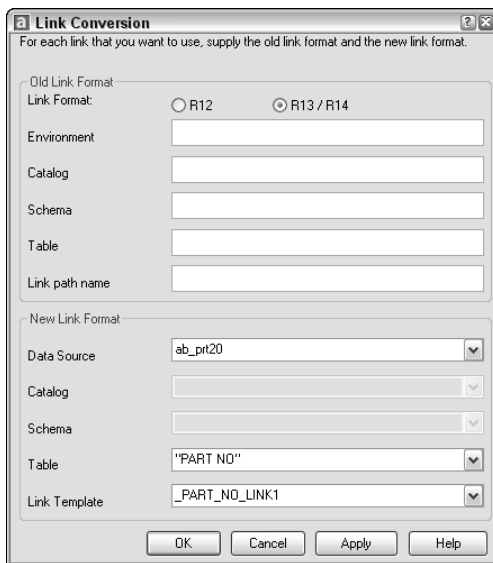 a Link Conversion
For each link that you want to use, supply the old link format and the new link format.
Old Link Format
Link Format:
R12
R13 / R14
Environment
Catalog
Schema
Table
Link path name
New Link Format
Data Source
ab_prt20
Catalog
Schema
Table
"PART NO"
Link Template
_PART_NO_LINK1
OK
Cancel
Apply
Help